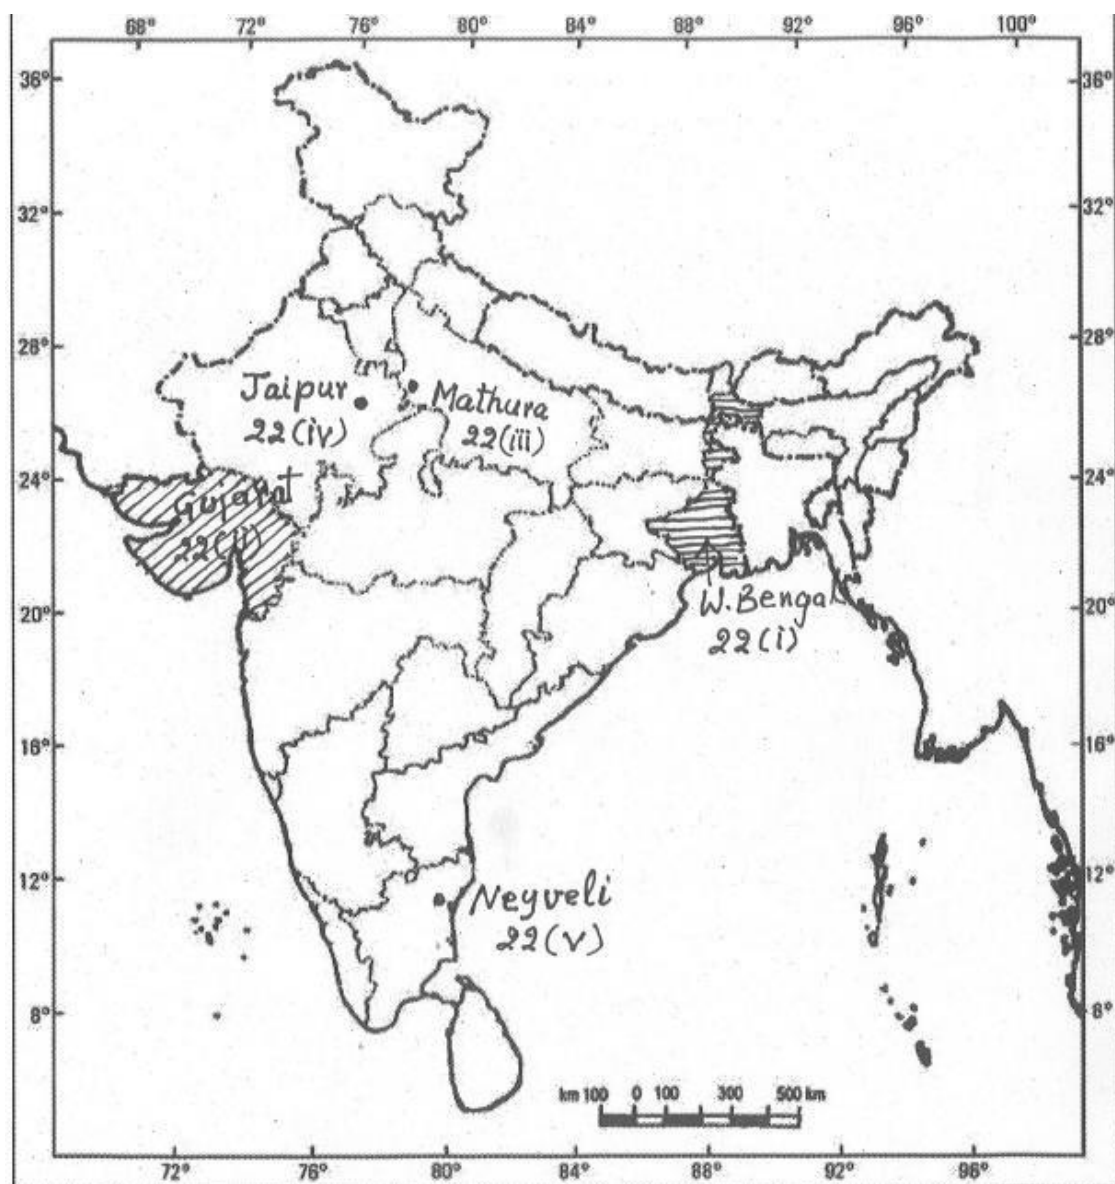 68° 72° 76° 80° 84° 88° 92° 96° 100°
36° 36°
32° 32°
28° 28°
Jaipur
22(iv)
Mathura
22(iii)
24° 24°
Gujarat
22(ii)
20° 20°
W. Bengal
22(i)
16° 16°
12° 12°
Neyveli
22(v)
8° 8°
km 100 0 100 300 500 km
72° 76° 80° 84° 88° 92° 96°